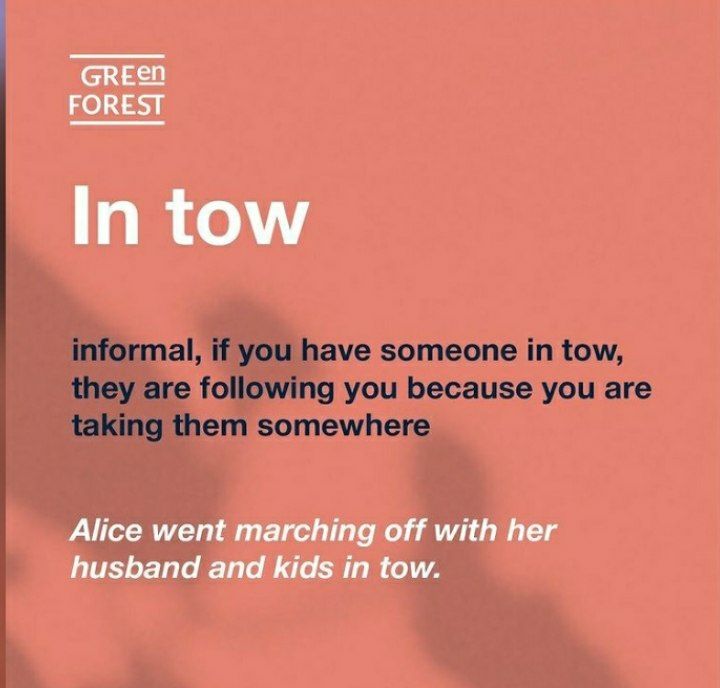 GREen
FOREST
In tow
informal, if you have someone in tow,
they are following you because you are
taking them somewhere
Alice went marching off with her
husband and kids in tow.